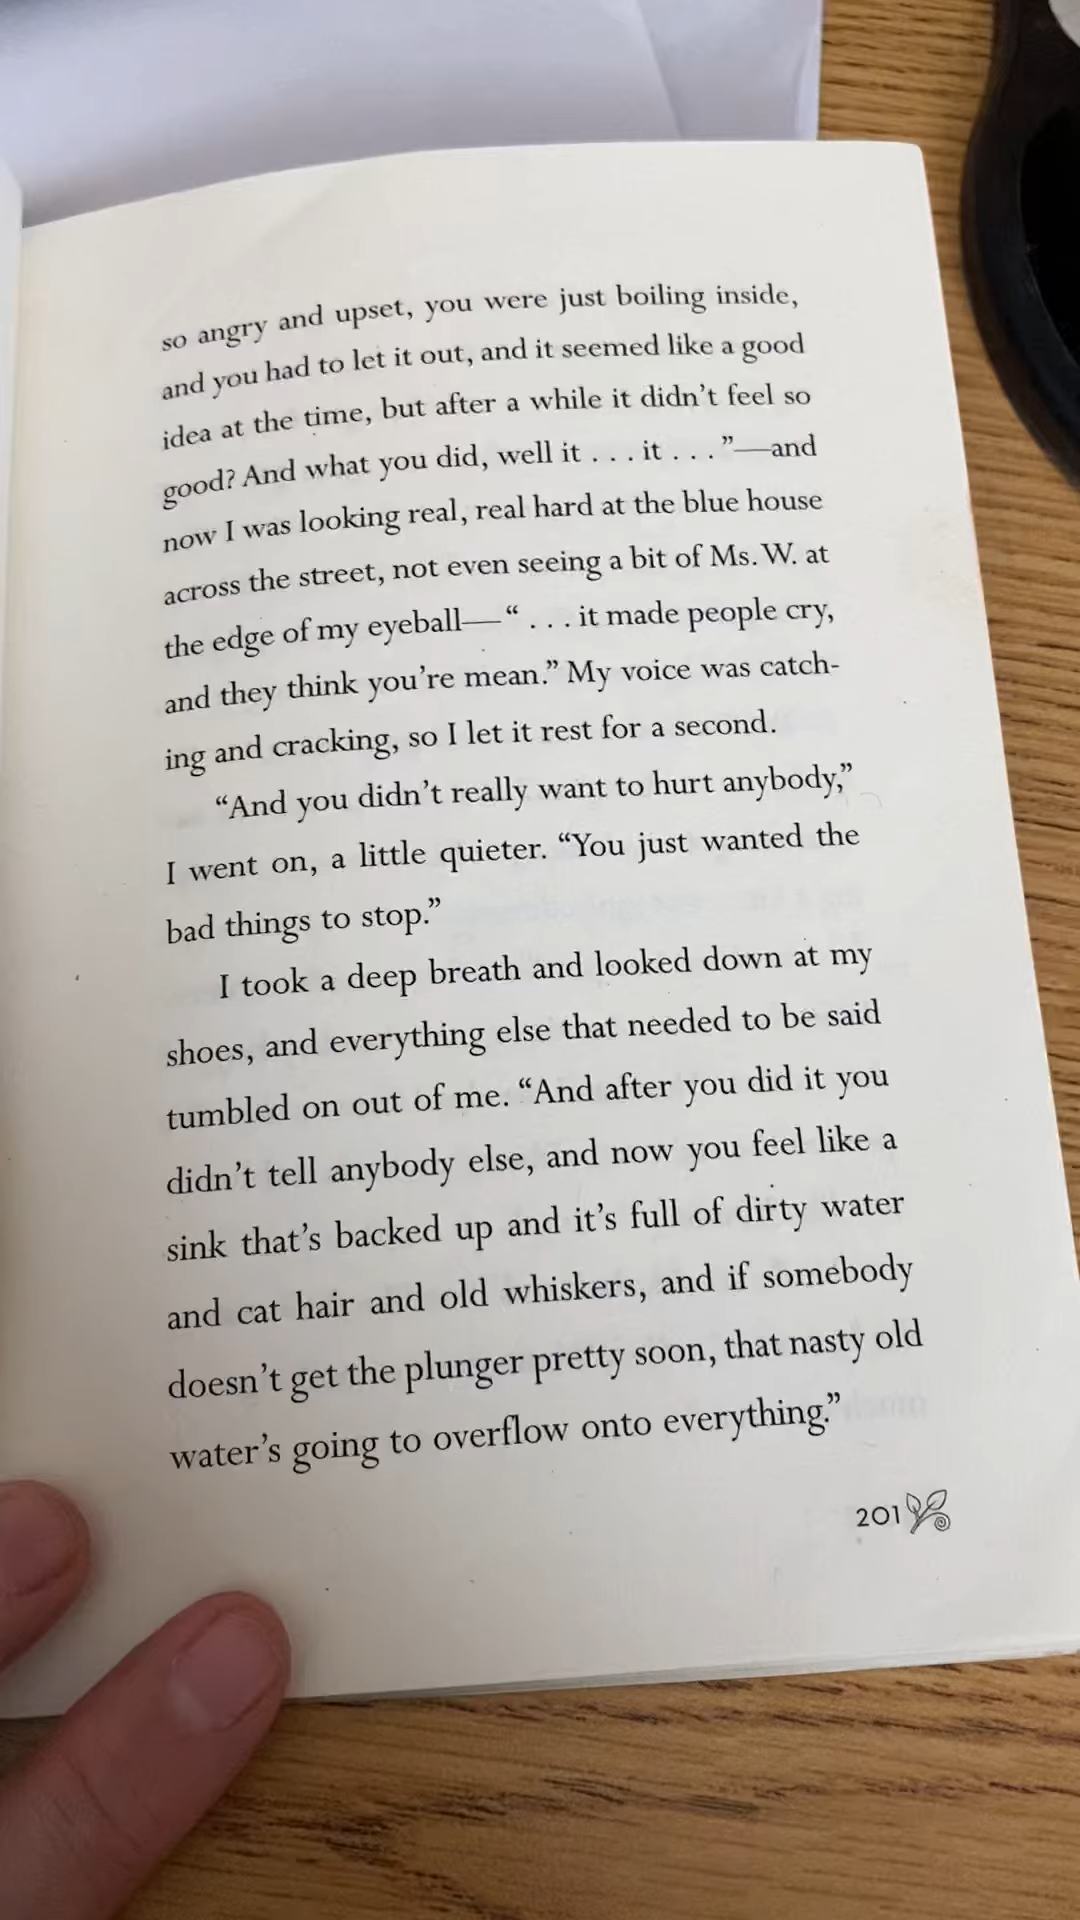 so angry and upset, you were just boiling inside,
and you had to let it out, and it seemed like a good
idea at the time, but after a while it didn’t feel so
good? And what you did, well it . . . it . . . ”—and
now I was looking real, real hard at the blue house
across the street, not even seeing a bit of Ms. W. at
the edge of my eyeball—“ . . . it made people cry,
and they think you’re mean.” My voice was catch-
ing and cracking, so I let it rest for a second.
“And you didn’t really want to hurt anybody,”
I went on, a little quieter. “You just wanted the
bad things to stop.”
I took a deep breath and looked down at my
shoes, and everything else that needed to be said
tumbled on out of me. “And after you did it you
didn’t tell anybody else, and now you feel like a
sink that’s backed up and it’s full of dirty water
and cat hair and old whiskers, and if somebody
doesn’t get the plunger pretty soon, that nasty old
water’s going to overflow onto everything.”
201